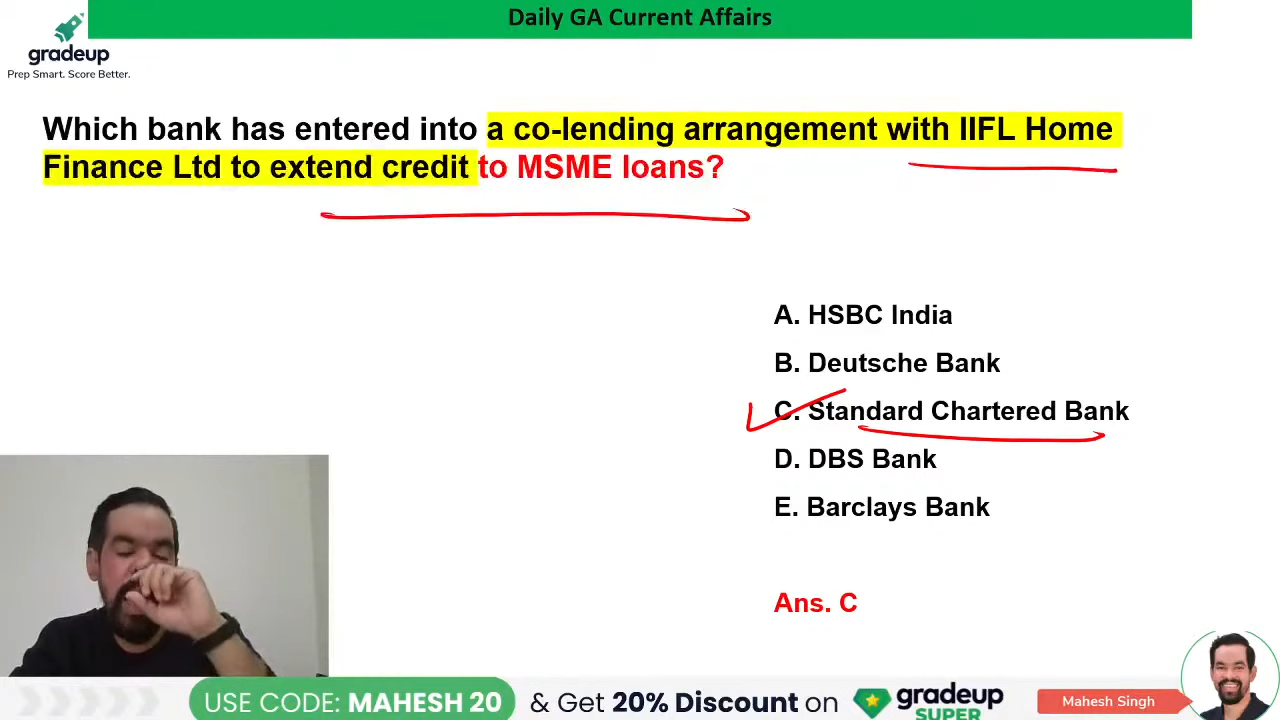 Daily GA Current Affairs
gradeup
Prep Smart. Score Better.
Which bank has entered into a co-lending arrangement with IIFL Home
Finance Ltd to extend credit to MSME loans?
A. HSBC India
B. Deutsche Bank
C. Standard Chartered Bank
D. DBS Bank
E. Barclays Bank
Ans. C
USE CODE: MAHESH 20 & Get 20% Discount on gradeup
SUPER
Mahesh Singh